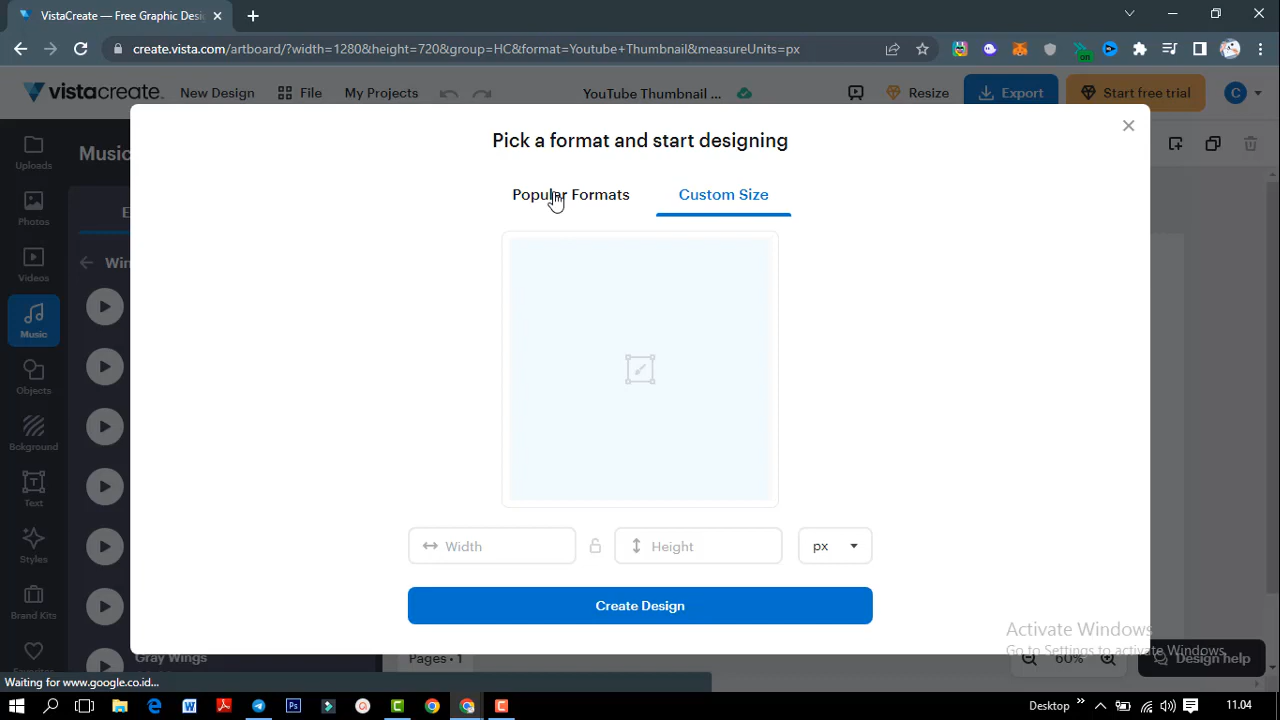 VistaCreate — Free Graphic Desi
create.vista.com/artboard/?width=1280&height=720&group=HC&format=Youtube+Thumbnail&measureUnits=px
on
vistacreate
New Design
File
My Projects
YouTube Thumbnail ...
Resize
Export
Start free trial
C
Uploads
Photos
Videos
Music
Objects
Bckground
Text
Styles
Brand Kits
Music
E
Win
Gray Wings
Pick a format and start designing
Popular Formats
Custom Size
Width
Height
px
Create Design
Pages • 1
60%
Design help
Activate Windows
Go to Settings to activate Windows.
Waiting for www.google.co.id...
Desktop
11.04